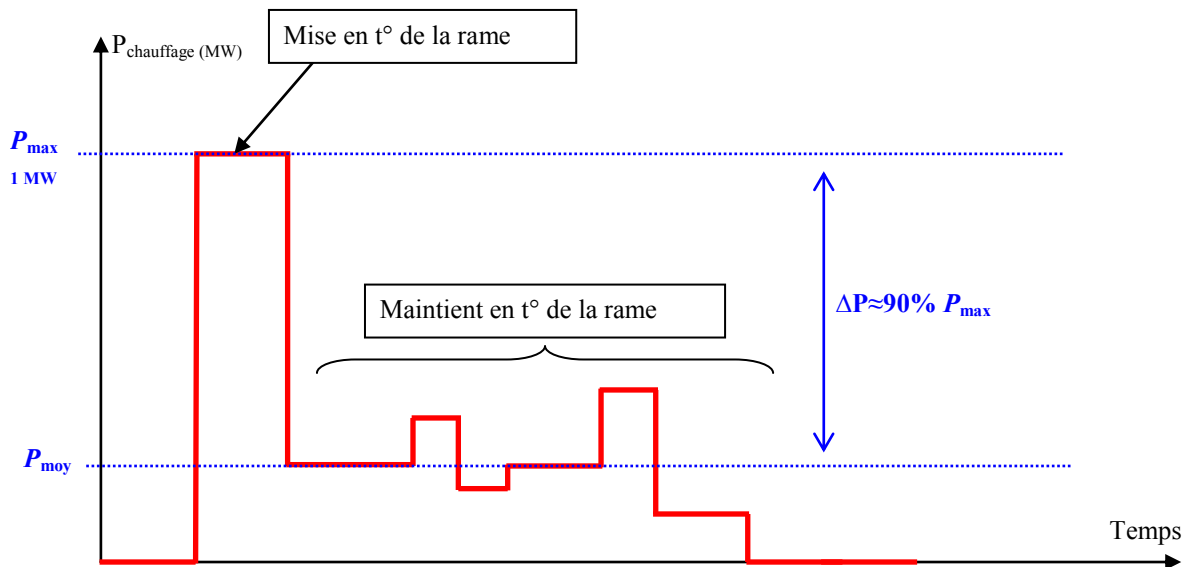 Mise en t° de la rame
Pchauffage (MW)
Pmax
1 MW
Maintient en t° de la rame
ΔP≈90% Pmax
Pmoy
Temps